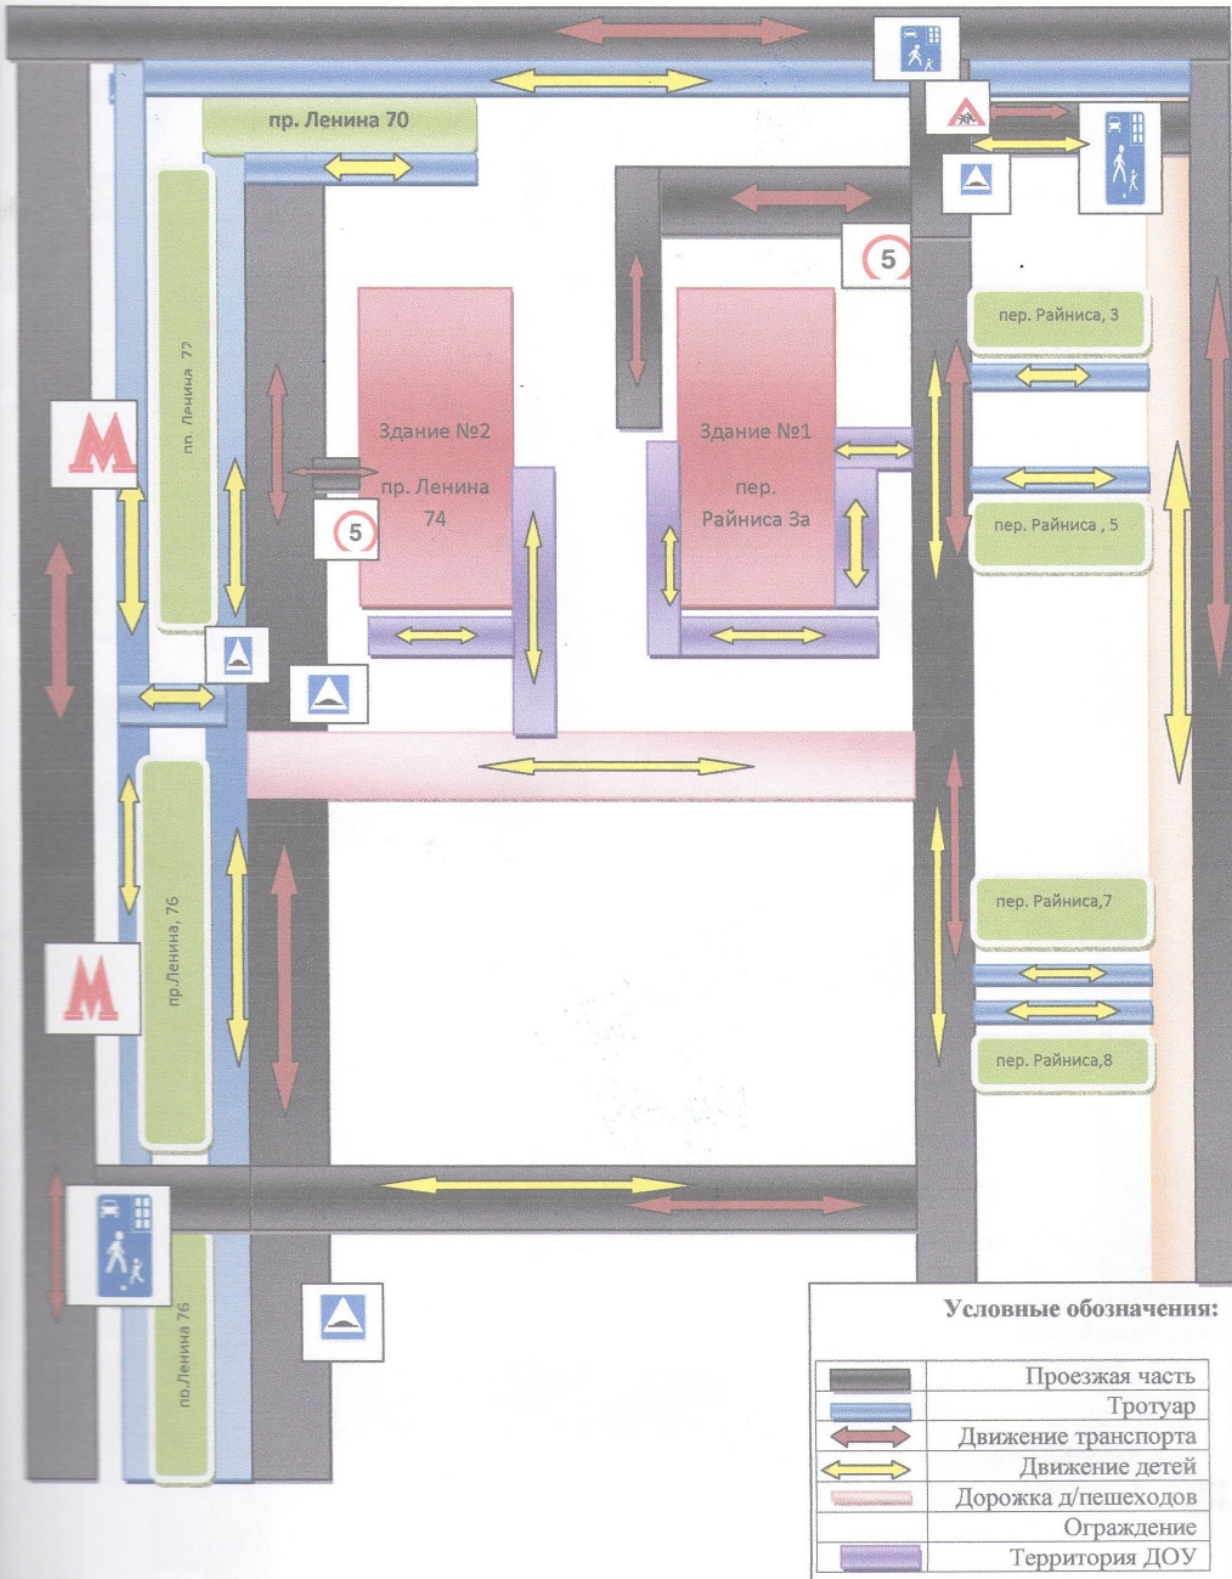 пр. Ленина 70
пр. Ленина 72
5
пер. Райниса, 3
Здание №2
пр. Ленина
74
Здание №1
пер.
Райниса 3а
М
5
пер. Райниса , 5
пр.Ленина, 76
пер. Райниса,7
М
пер. Райниса,8
пр.Ленина 76
Условные обозначения:
Проезжая часть
Тротуар
Движение транспорта
Движение детей
Дорожка д/пешеходов
Ограждение
Территория ДОУ